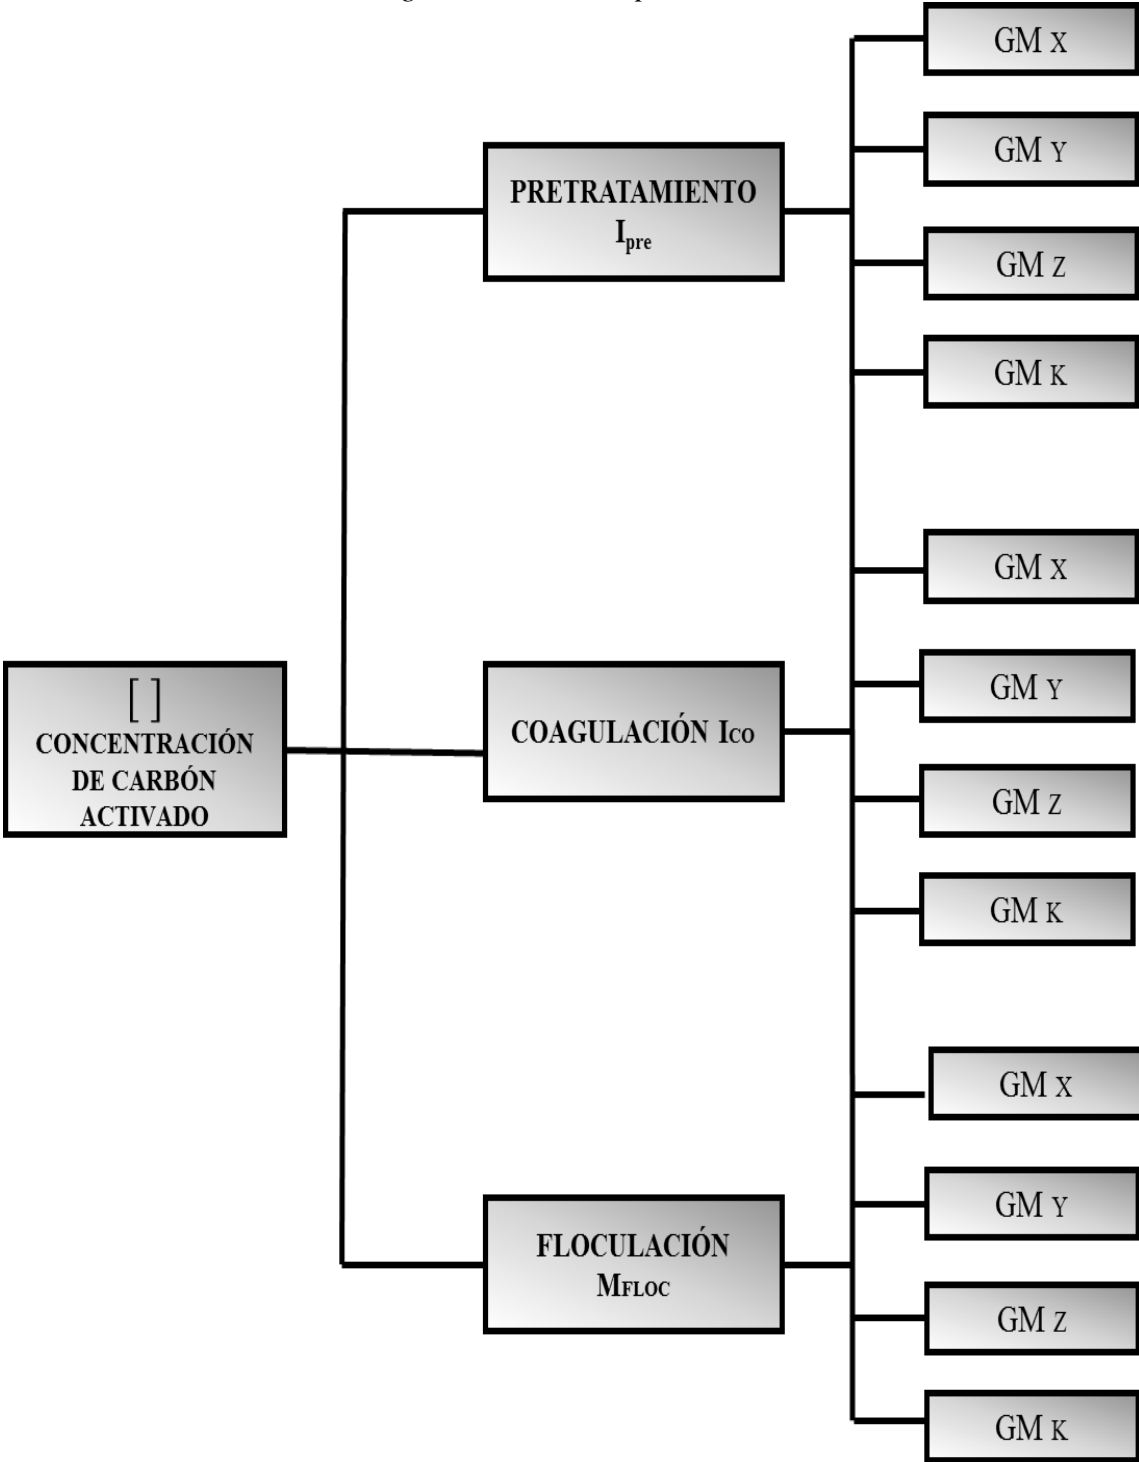 GM X
GM Y
PRETRATAMIENTO
Ipre
GM Z
GM K
GM X
GM Y
[ ]
CONCENTRACIÓN
DE CARBÓN
ACTIVADO
COAGULACIÓN ICO
GM Z
GM K
GM X
GM Y
FLOCULACIÓN
MFLOC
GM Z
GM K